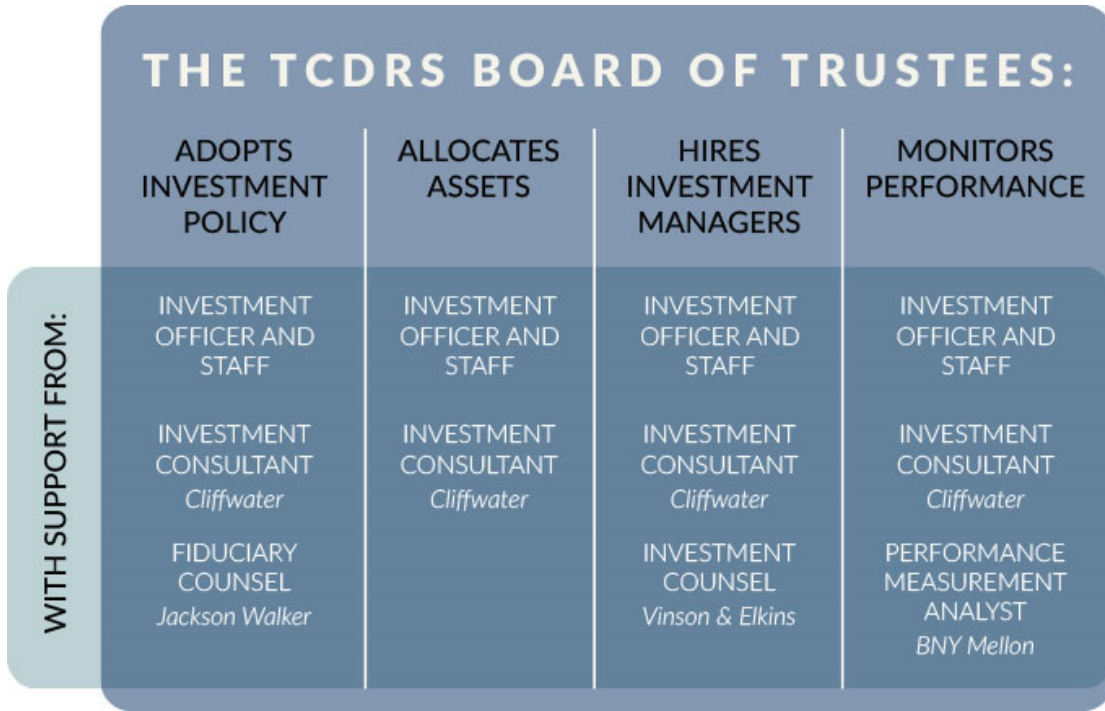 THE TCDRS BOARD OF TRUSTEES:
ADOPTS
INVESTMENT
POLICY
ALLOCATES
ASSETS
HIRES
INVESTMENT
MANAGERS
MONITORS
PERFORMANCE
WITH SUPPORT FROM:
INVESTMENT
OFFICER AND
STAFF
INVESTMENT
CONSULTANT
Cliffwater
FIDUCIARY
COUNSEL
Jackson Walker
INVESTMENT
OFFICER AND
STAFF
INVESTMENT
CONSULTANT
Cliffwater
INVESTMENT
OFFICER AND
STAFF
INVESTMENT
CONSULTANT
Cliffwater
INVESTMENT
COUNSEL
Vinson & Elkins
INVESTMENT
OFFICER AND
STAFF
INVESTMENT
CONSULTANT
Cliffwater
PERFORMANCE
MEASUREMENT
ANALYST
BNY Mellon